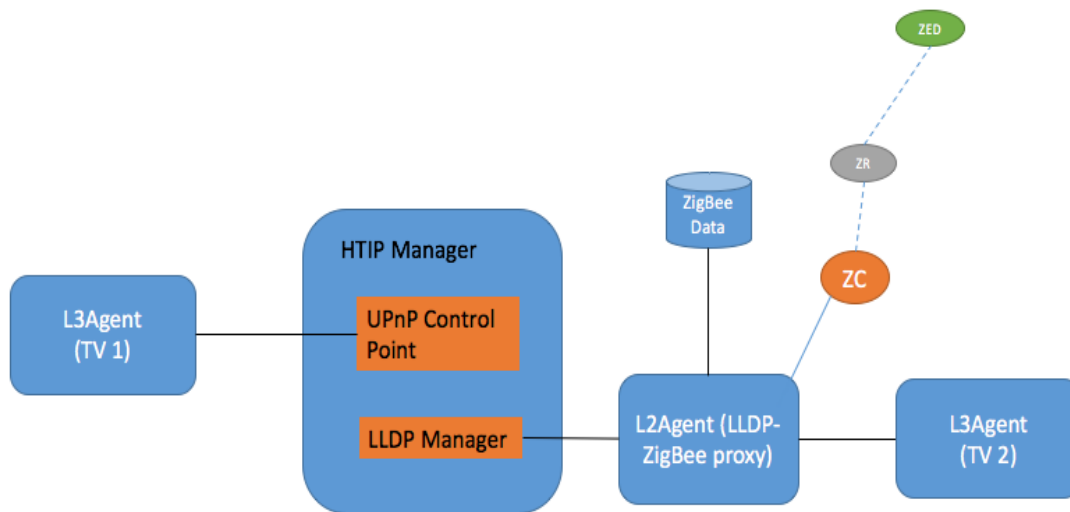 ZED
ZR
ZigBee
Data
HTIP Manager
ZC
L3Agent
(TV 1)
UPnP Control
Point
LLDP Manager
L2Agent (LLDP-
ZigBee proxy)
L3Agent
(TV 2)